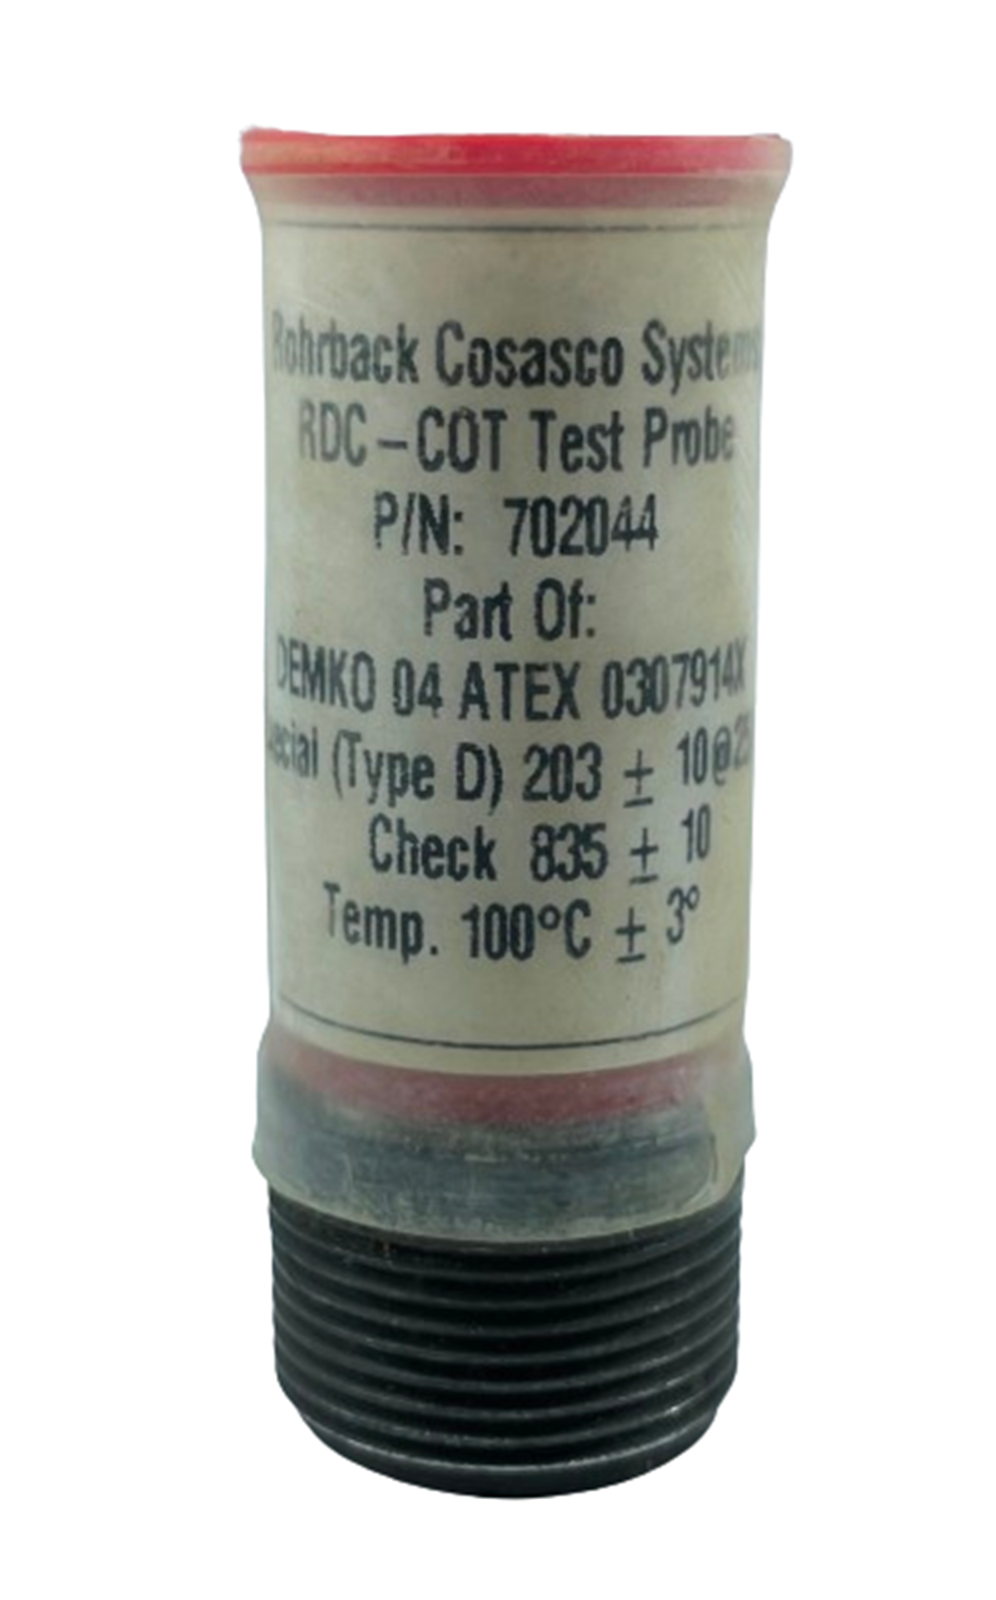 Rohrback Cosasco Systems
RDC-COT Test Probe
P/N: 702044
Part Of:
DEMKO 04 ATEX 0307914X
(Type D) 203 ± 10@
Check 835 ± 10
Temp. 100°C ± 3°